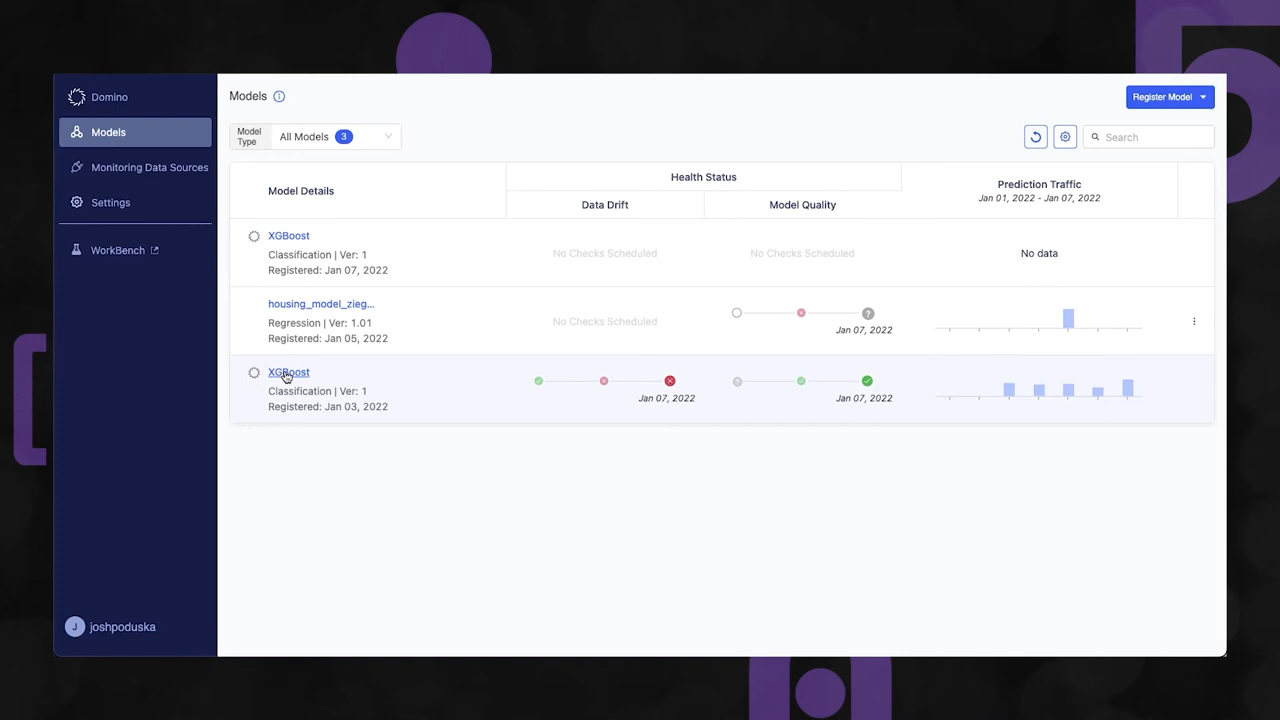 Domino
Models
Monitoring Data Sources
Settings
WorkBench
joshpoduska
Models
Register Model
Model
Type
All Models 3
Search
Model Details
Health Status
Data Drift
Model Quality
Prediction Traffic
Jan 01, 2022 - Jan 07, 2022
XGBoost
Classification | Ver: 1
Registered: Jan 07, 2022
No Checks Scheduled
No Checks Scheduled
No data
housing_model_zieg...
Regression | Ver: 1.01
Registered: Jan 05, 2022
No Checks Scheduled
Jan 07, 2022
XGBoost
Classification | Ver: 1
Registered: Jan 03, 2022
Jan 07, 2022
Jan 07, 2022
J
5